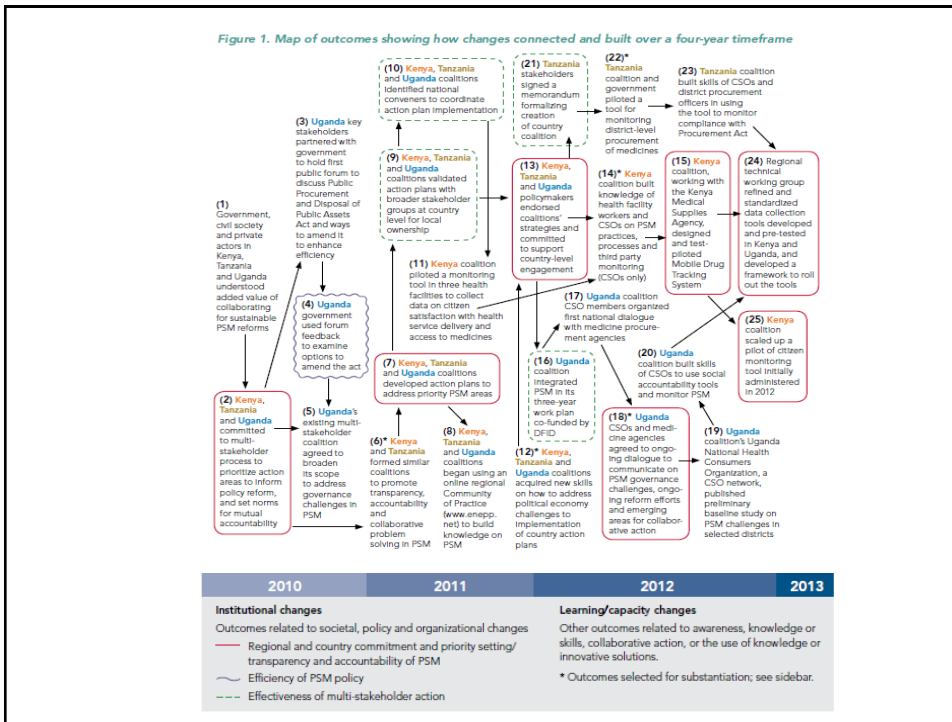 Figure 1. Map of outcomes showing how changes connected and built over a four-year timeframe
(1)
Government,
civil society
and private
actors in
Kenya,
Tanzania
and Uganda
understood
added value of
collaborating
for sustainable
PSM reforms
(2) Kenya,
Tanzania
and Uganda
committed
to multi-
stakeholder
process to
prioritize action
areas to inform
policy reform,
and set norms
for mutual
accountability
(3) Uganda key
stakeholders
partnered with
government
to hold first
public forum to
discuss Public
Procurement
and Disposal of
Public Assets
Act and ways
to amend it
to enhance
efficiency
(4) Uganda
government
used forum
feedback
to examine
options to
amend the act
(5) Uganda's
existing multi-
stakeholder
coalition
agreed to
broaden
its scope
to address
governance
challenges in
PSM
(6)* Kenya
and Tanzania
formed similar
coalitions
to promote
transparency,
accountability
and
collaborative
problem
solving in PSM
(7) Kenya, Tanzania
and Uganda coalitions
developed action plans to
address priority PSM areas
(8) Kenya,
Tanzania
and Uganda
coalitions
began using an
online regional
Community
of Practice
(www.enepp.
net) to build
knowledge on
PSM
(9) Kenya, Tanzania
and Uganda
coalitions validated
action plans with
broader stakeholder
groups at country
level for local
ownership
(10) Kenya, Tanzania
and Uganda coalitions
identified national
conveners to coordinate
action plan implementation
(11) Kenya coalition
piloted a monitoring
tool in three health
facilities to collect
data on citizen
satisfaction with health
service delivery and
access to medicines
(12)* Kenya,
Tanzania and
Uganda coalitions
acquired new skills
on how to address
political economy
challenges to
implementation
of country action
plans
(13) Kenya,
Tanzania
and Uganda
policymakers
endorsed
coalitions'
strategies and
committed
to support
country-level
engagement
(14)* Kenya
coalition built
knowledge of
health facility
workers and
CSOs on PSM
practices,
processes and
third party
monitoring
(CSOs only)
(15) Kenya
coalition,
working with
the Kenya
Medical
Supplies
Agency,
designed
and test-
piloted
Mobile Drug
Tracking
System
(16) Uganda
coalition
integrated
PSM in its
three-year
work plan
co-funded by
DFID
(17) Uganda coalition
CSO members organized
first national dialogue
with medicine procure-
ment agencies
(18)* Uganda
CSOs and medi-
cine agencies
agreed to ongo-
ing dialogue to
communicate on
PSM governance
challenges, ongo-
ing reform efforts
and emerging
areas for collabor-
ative action
(19) Uganda
coalition's Uganda
National Health
Consumers
Organization, a
CSO network,
published
preliminary
baseline study on
PSM challenges in
selected districts
(20) Uganda
coalition built skills
of CSOs to use social
accountability tools
and monitor PSM
(21) Tanzania
stakeholders
signed a
memorandum
formalizing
creation
of country
coalition
(22)*
Tanzania
coalition and
government
piloted a
tool for
monitoring
district-level
procurement
of medicines
(23) Tanzania coalition
built skills of CSOs and
district procurement
officers in using
the tool to monitor
compliance with
Procurement Act
(24) Regional
technical
working group
refined and
standardized
data collection
tools developed
and pre-tested
in Kenya and
Uganda, and
developed a
framework to roll
out the tools
(25) Kenya
coalition
scaled up a
pilot of citizen
monitoring
tool initially
administered
in 2012
2010 2011 2012 2013
Institutional changes
Outcomes related to societal, policy and organizational changes
Regional and country commitment and priority setting/
transparency and accountability of PSM
Efficiency of PSM policy
Effectiveness of multi-stakeholder action
Learning/capacity changes
Other outcomes related to awareness, knowledge or
skills, collaborative action, or the use of knowledge or
innovative solutions.
* Outcomes selected for substantiation; see sidebar.